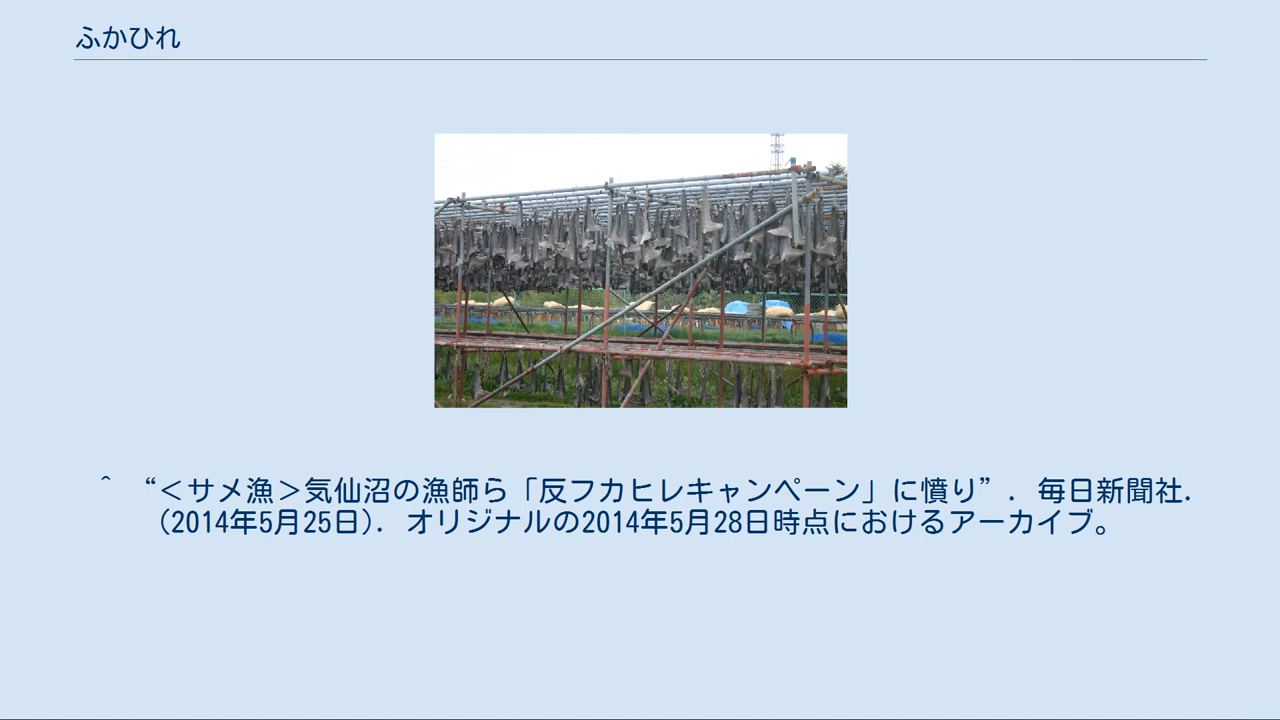 ふかひれ
^ “＜サメ漁＞気仙沼の漁師ら「反フカヒレキャンペーン」に憤り”. 毎日新聞社.
(2014年5月25日). オリジナルの2014年5月28日時点におけるアーカイブ。